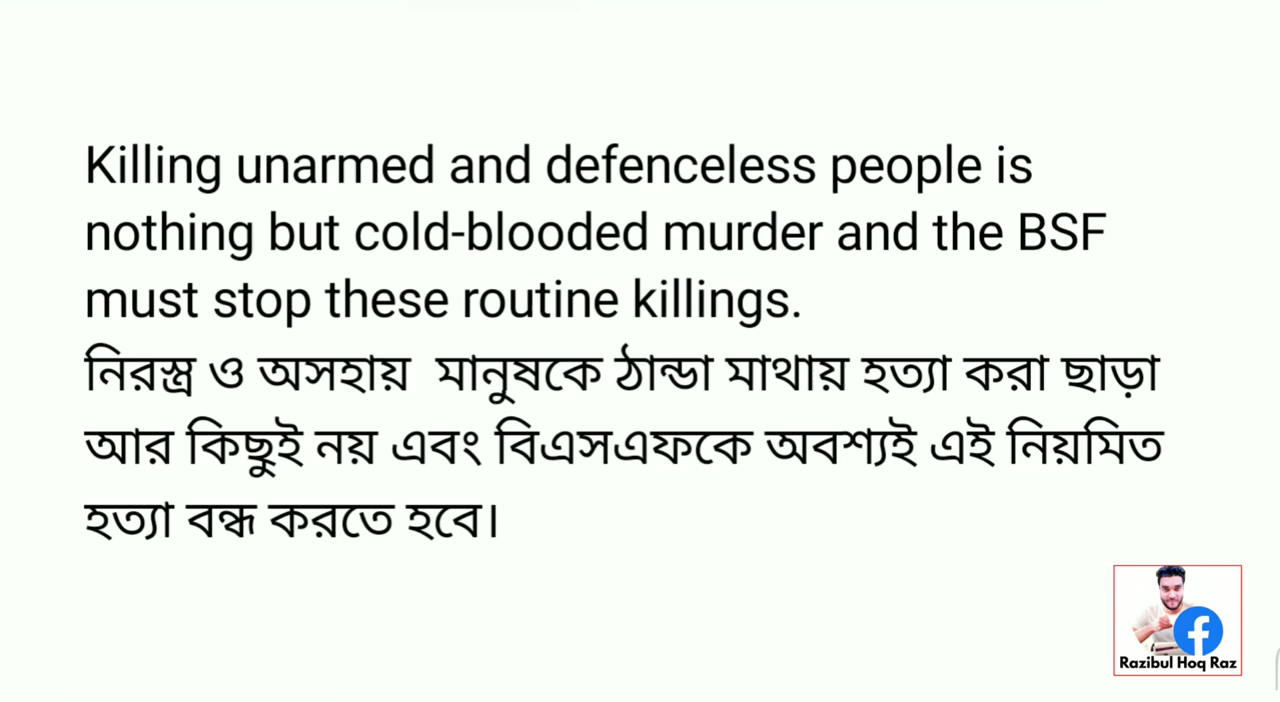 Killing unarmed and defenceless people is
nothing but cold-blooded murder and the BSF
must stop these routine killings.
নিরস্ত্র ও অসহায় মানুষকে ঠান্ডা মাথায় হত্যা করা ছাড়া
আর কিছুই নয় এবং বিএসএফকে অবশ্যই এই নিয়মিত
হত্যা বন্ধ করতে হবে।
Razibul Hoq Raz